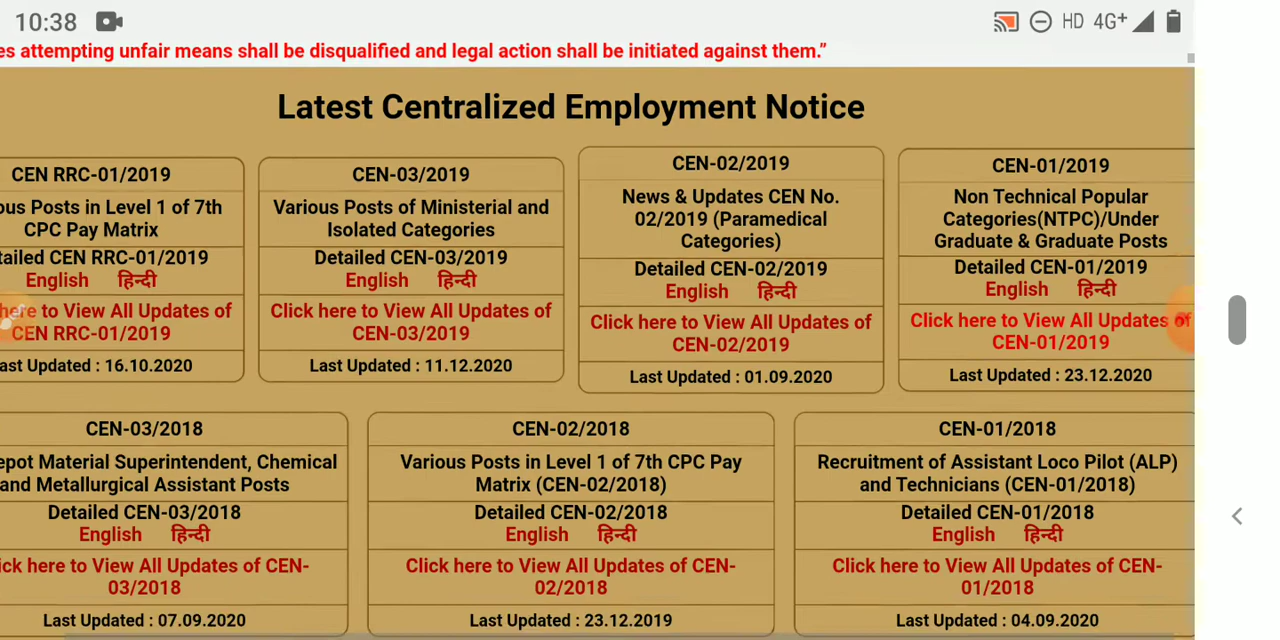 10:38
HD 4G+
es attempting unfair means shall be disqualified and legal action shall be initiated against them.”
Latest Centralized Employment Notice
CEN RRC-01/2019
ous Posts in Level 1 of 7th
CPC Pay Matrix
tailed CEN RRC-01/2019
English हिन्दी
here to View All Updates of
CEN RRC-01/2019
ast Updated : 16.10.2020
CEN-03/2019
Various Posts of Ministerial and
Isolated Categories
Detailed CEN-03/2019
English हिन्दी
Click here to View All Updates of
CEN-03/2019
Last Updated : 11.12.2020
CEN-02/2019
News & Updates CEN No.
02/2019 (Paramedical
Categories)
Detailed CEN-02/2019
English हिन्दी
Click here to View All Updates of
CEN-02/2019
Last Updated : 01.09.2020
CEN-01/2019
Non Technical Popular
Categories(NTPC)/Under
Graduate & Graduate Posts
Detailed CEN-01/2019
English हिन्दी
Click here to View All Updates of
CEN-01/2019
Last Updated : 23.12.2020
CEN-03/2018
epot Material Superintendent, Chemical
and Metallurgical Assistant Posts
Detailed CEN-03/2018
English हिन्दी
ick here to View All Updates of CEN-
03/2018
Last Updated : 07.09.2020
CEN-02/2018
Various Posts in Level 1 of 7th CPC Pay
Matrix (CEN-02/2018)
Detailed CEN-02/2018
English हिन्दी
Click here to View All Updates of CEN-
02/2018
Last Updated : 23.12.2019
CEN-01/2018
Recruitment of Assistant Loco Pilot (ALP)
and Technicians (CEN-01/2018)
Detailed CEN-01/2018
English हिन्दी
Click here to View All Updates of CEN-
01/2018
Last Updated : 04.09.2020